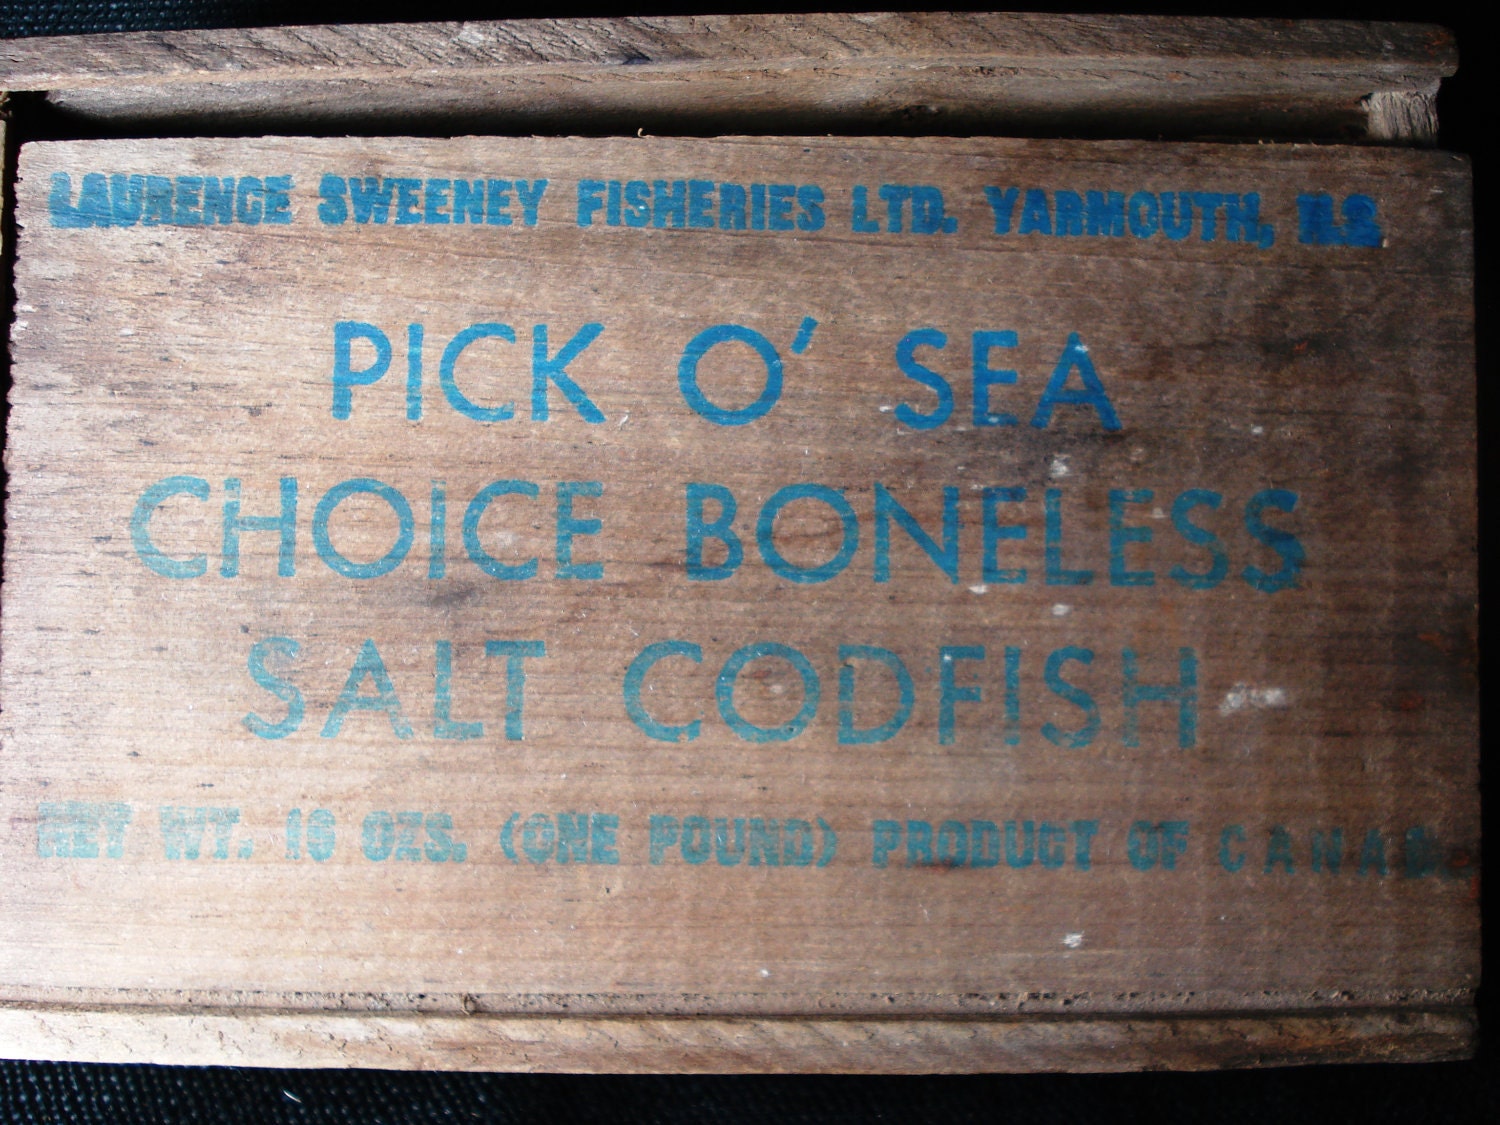 LAURENCE SWEENEY FISHERIES LTD. YARMOUTH, N.S.
PICK O' SEA
CHOICE BONELESS
SALT CODFISH
NET WT. 16 OZS. (ONE POUND) PRODUCT OF CANADA